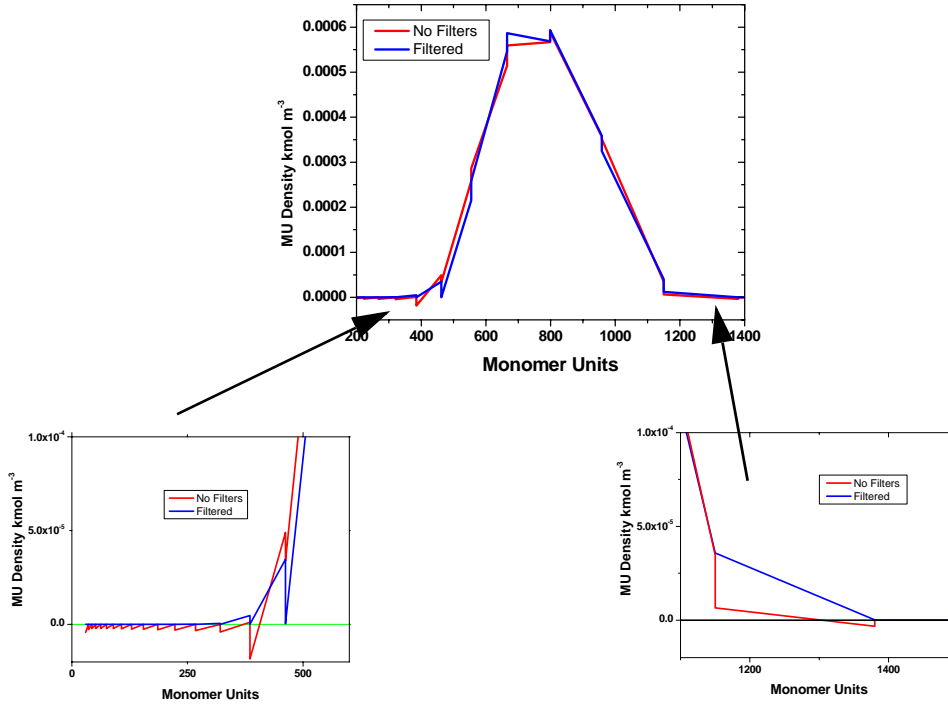 0.0006
0.0005
0.0004
0.0003
0.0002
0.0001
0.0000
MU Density kmol m-3
No Filters
Filtered
200 400 600 800 1000 1200 1400
Monomer Units
1.0x10-4
5.0x10-5
0.0
MU Density kmol m-3
No Filters
Filtered
0 250 500
Monomer Units
1.0x10-4
5.0x10-5
0.0
MU Density kmol m-3
No Filters
Filtered
1200 1400
Monomer Units